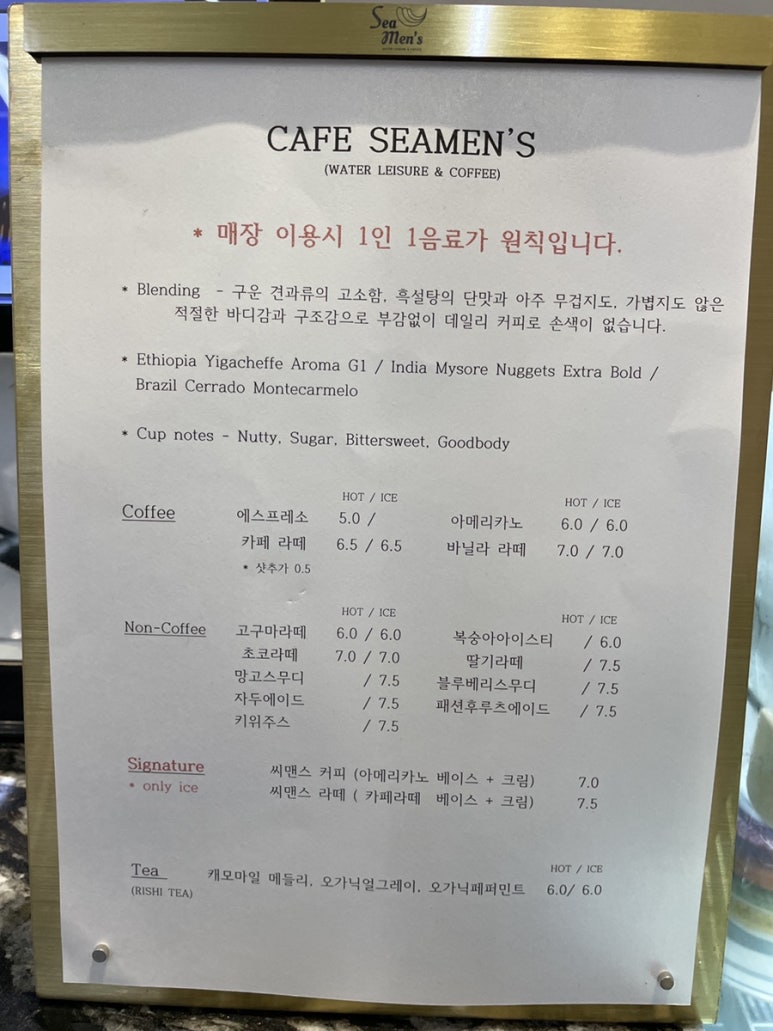 Sea
Men's
CAFE SEAMEN'S
(WATER LEISURE & COFFEE)
* 매장 이용시 1인 1음료가 원칙입니다.
* Blending - 구운 견과류의 고소함, 흑설탕의 단맛과 아주 무겁지도, 가볍지도 않은
적절한 바디감과 구조감으로 부감없이 데일리 커피로 손색이 없습니다.
* Ethiopia Yigacheffe Aroma G1 / India Mysore Nuggets Extra Bold /
Brazil Cerrado Montecarmelo
* Cup notes - Nutty, Sugar, Bittersweet, Goodbody
HOT / ICE HOT / ICE
Coffee 에스프레소 5.0 / 아메리카노 6.0 / 6.0
카페 라떼 6.5 / 6.5 바닐라 라떼 7.0 / 7.0
* 샷추가 0.5
HOT / ICE HOT / ICE
Non-Coffee 고구마라떼 6.0 / 6.0 복숭아아이스티 / 6.0
초코라떼 7.0 / 7.0 딸기라떼 / 7.5
망고스무디 / 7.5 블루베리스무디 / 7.5
자두에이드 / 7.5 패션후루츠에이드 / 7.5
키위주스 / 7.5
Signature 씨맨스 커피 (아메리카노 베이스 + 크림) 7.0
* only ice 씨맨스 라떼 ( 카페라떼 베이스 + 크림) 7.5
HOT / ICE
Tea 캐모마일 메들리, 오가닉얼그레이, 오가닉페퍼민트 6.0/ 6.0
(RISHI TEA)